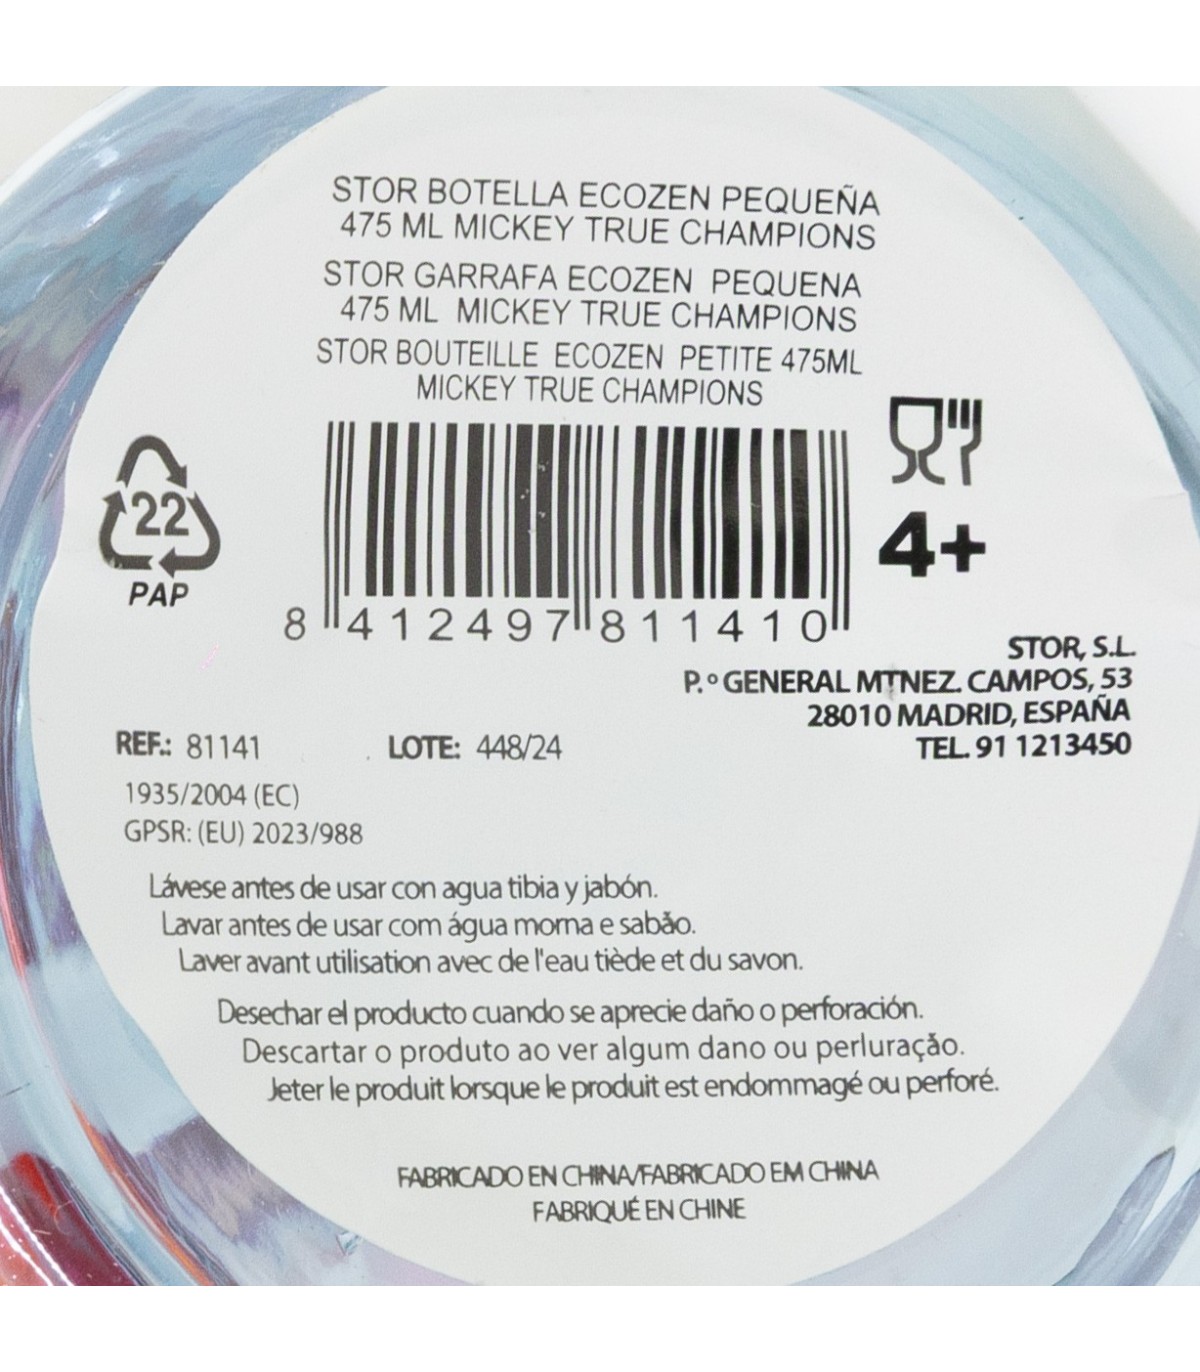 STOR BOTELLA ECOZEN PEQUEÑA
475 ML MICKEY TRUE CHAMPIONS
STOR GARRAFA ECOZEN PEQUENA
475 ML MICKEY TRUE CHAMPIONS
STOR BOUTEILLE ECOZEN PETITE 475ML
MICKEY TRUE CHAMPIONS
22
PAP
4+
8 412497 811410
STOR, S.L.
P.º GENERAL MTNEZ. CAMPOS, 53
28010 MADRID, ESPAÑA
TEL. 91 1213450
REF.: 81141 LOTE: 448/24
1935/2004 (EC)
GPSR: (EU) 2023/988
Lávese antes de usar con agua tibia y jabón.
Lavar antes de usar com água morna e sabão.
Laver avant utilisation avec de l'eau tiède et du savon.
Desechar el producto cuando se aprecie daño o perforación.
Descartar o produto ao ver algum dano ou perluração.
Jeter le produit lorsque le produit est endommagé ou perforé.
FABRICADO EN CHINA/FABRICADO EM CHINA
FABRIQUÉ EN CHINE